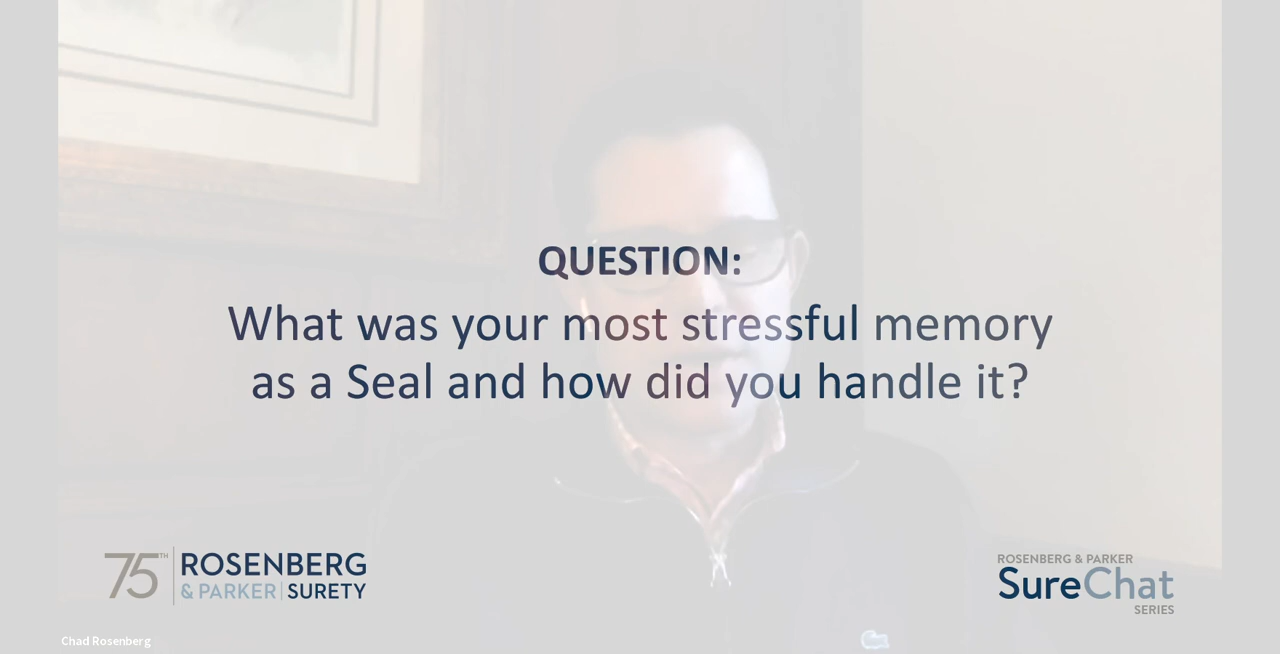 QUESTION:
What was your most stressful memory
as a Seal and how did you handle it?
75TH
ROSENBERG
& PARKER SURETY
ROSENBERG & PARKER
SureChat
SERIES
Chad Rosenberg